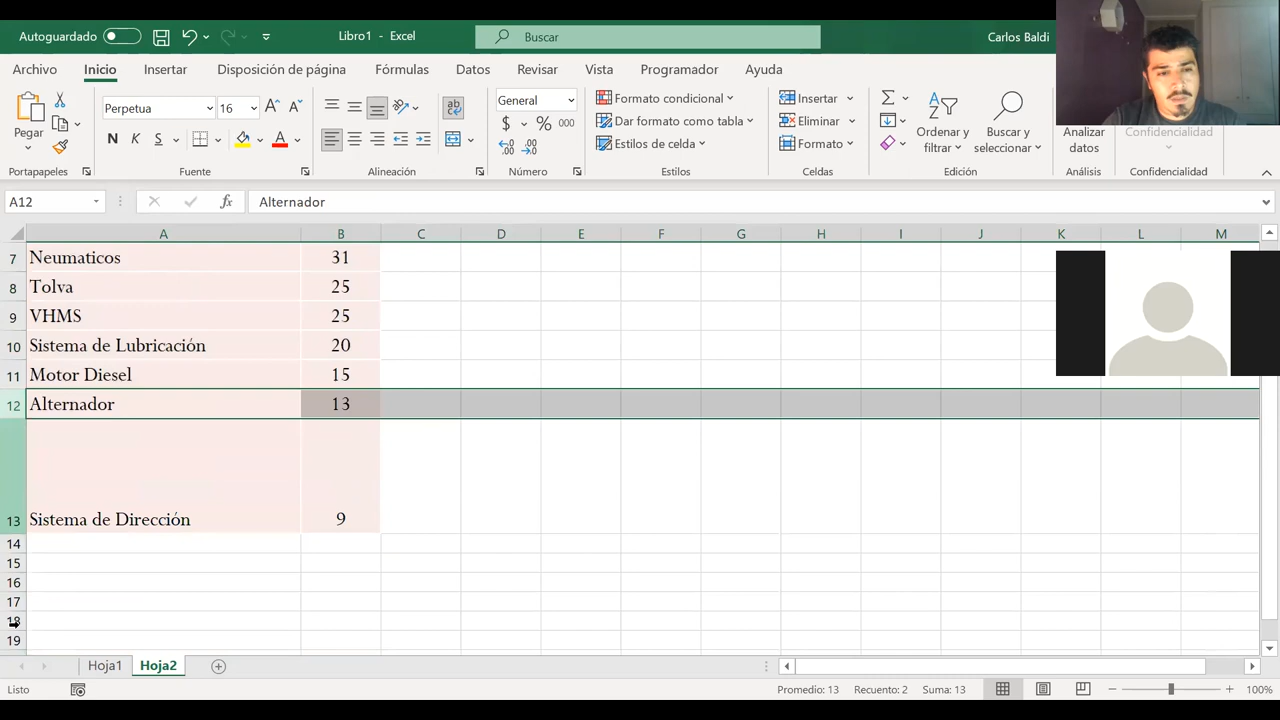 Autoguardado Libro1 - Excel Buscar Carlos Baldi
Archivo Inicio Insertar Disposición de página Fórmulas Datos Revisar Vista Programador Ayuda
Perpetua 16 ab General Formato condicional Insertar Σ
Pegar N K S A $ % 000 Dar formato como tabla Eliminar Ordenar y filtrar Buscar y seleccionar Analizar datos Confidencialidad
Estilos de celda Formato
Portapapeles Fuente Alineación Número Estilos Celdas Edición Análisis Confidencialidad
A12 fx Alternador
A B C D E F G H I J K L M
7 Neumaticos 31
8 Tolva 25
9 VHMS 25
10 Sistema de Lubricación 20
11 Motor Diesel 15
12 Alternador 13
13 Sistema de Dirección 9
14
15
16
17
18
19
Hoja1 Hoja2
Listo Promedio: 13 Recuento: 2 Suma: 13 100%